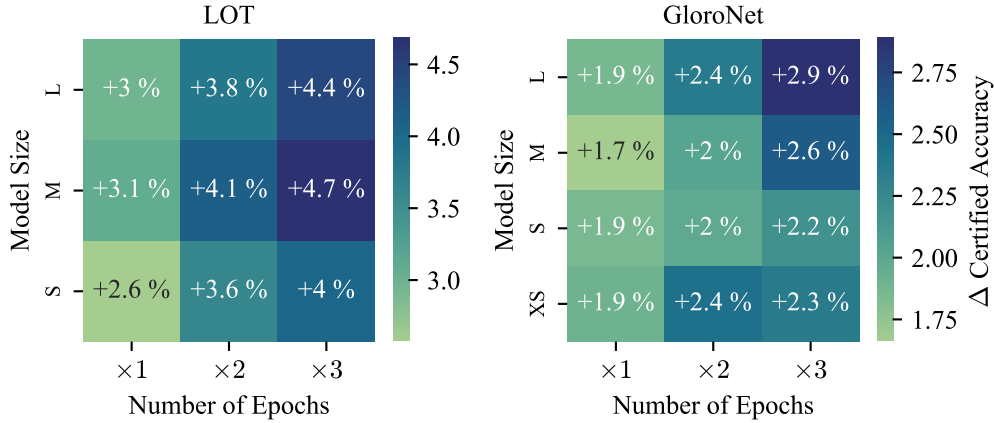 LOT
Model Size
L
+3 %
+3.8 %
+4.4 %
M
+3.1 %
+4.1 %
+4.7 %
S
+2.6 %
+3.6 %
+4 %
×1
×2
×3
Number of Epochs
4.5
4.0
3.5
3.0
GloroNet
Model Size
L
+1.9 %
+2.4 %
+2.9 %
M
+1.7 %
+2 %
+2.6 %
S
+1.9 %
+2 %
+2.2 %
XS
+1.9 %
+2.4 %
+2.3 %
×1
×2
×3
Number of Epochs
2.75
2.50
2.25
2.00
1.75
Δ Certified Accuracy